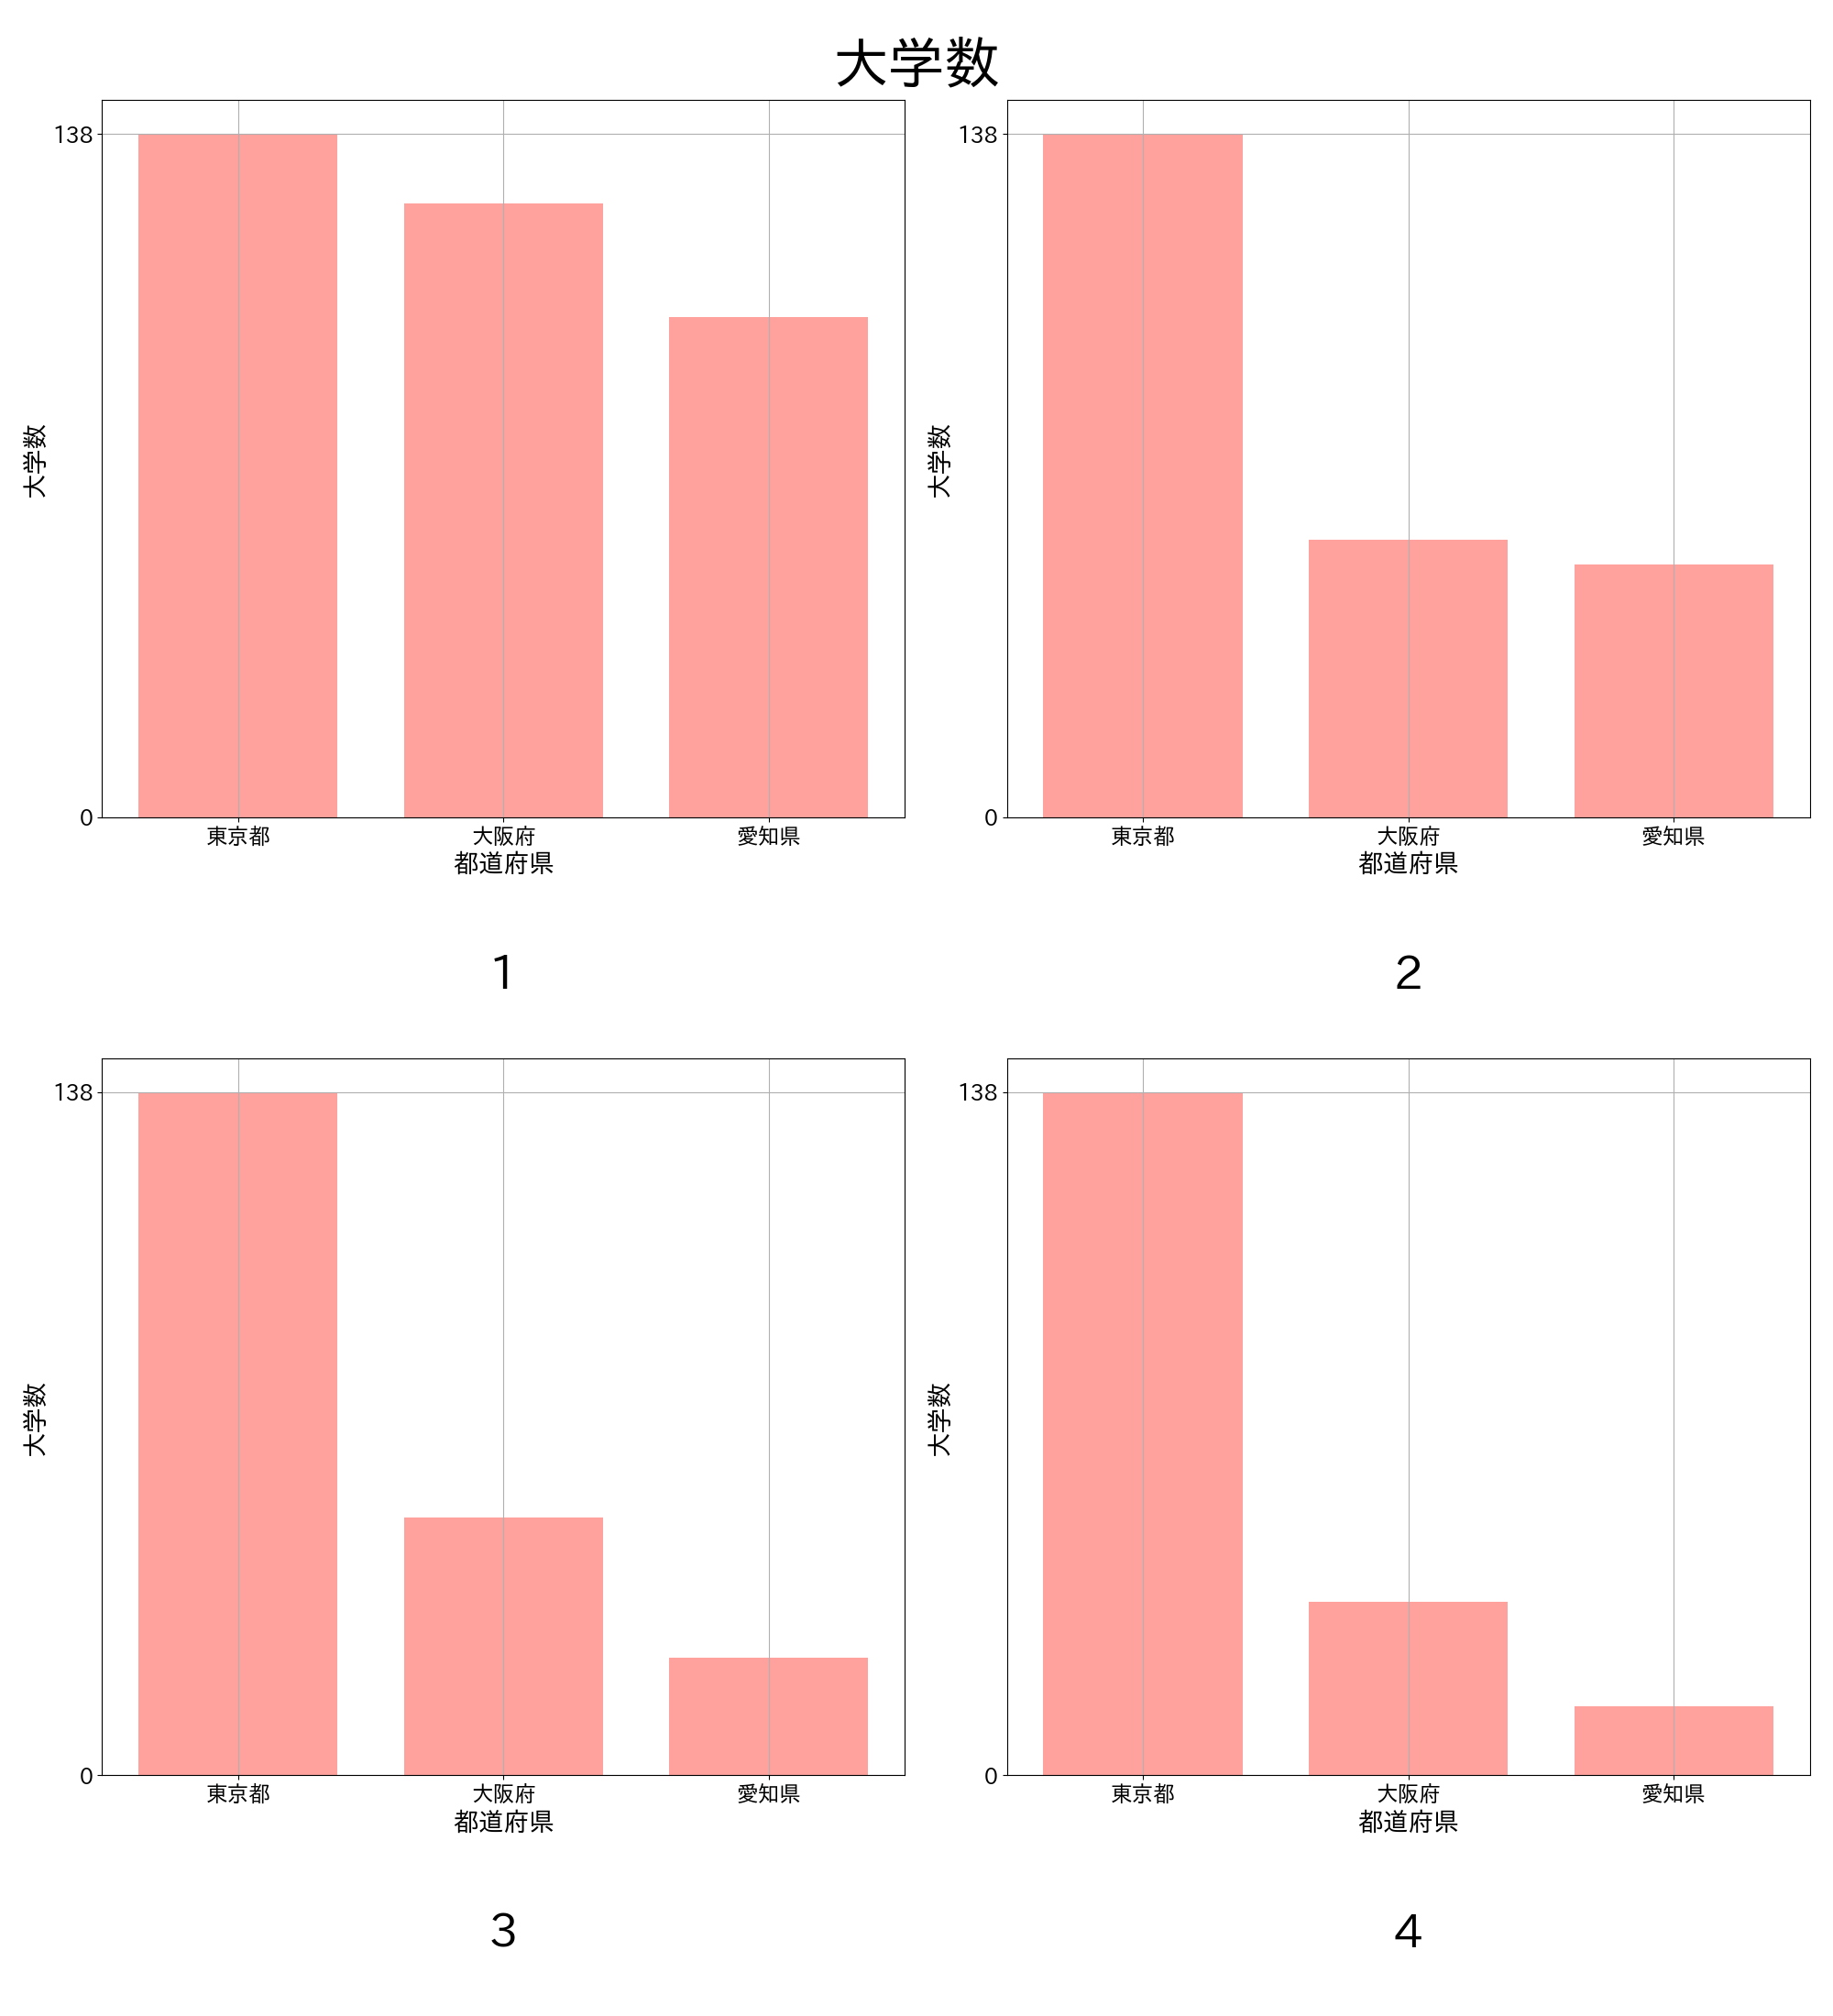 大学数
138
0
大学数
東京都 大阪府 愛知県
都道府県
1
138
0
大学数
東京都 大阪府 愛知県
都道府県
2
138
0
大学数
東京都 大阪府 愛知県
都道府県
3
138
0
大学数
東京都 大阪府 愛知県
都道府県
4